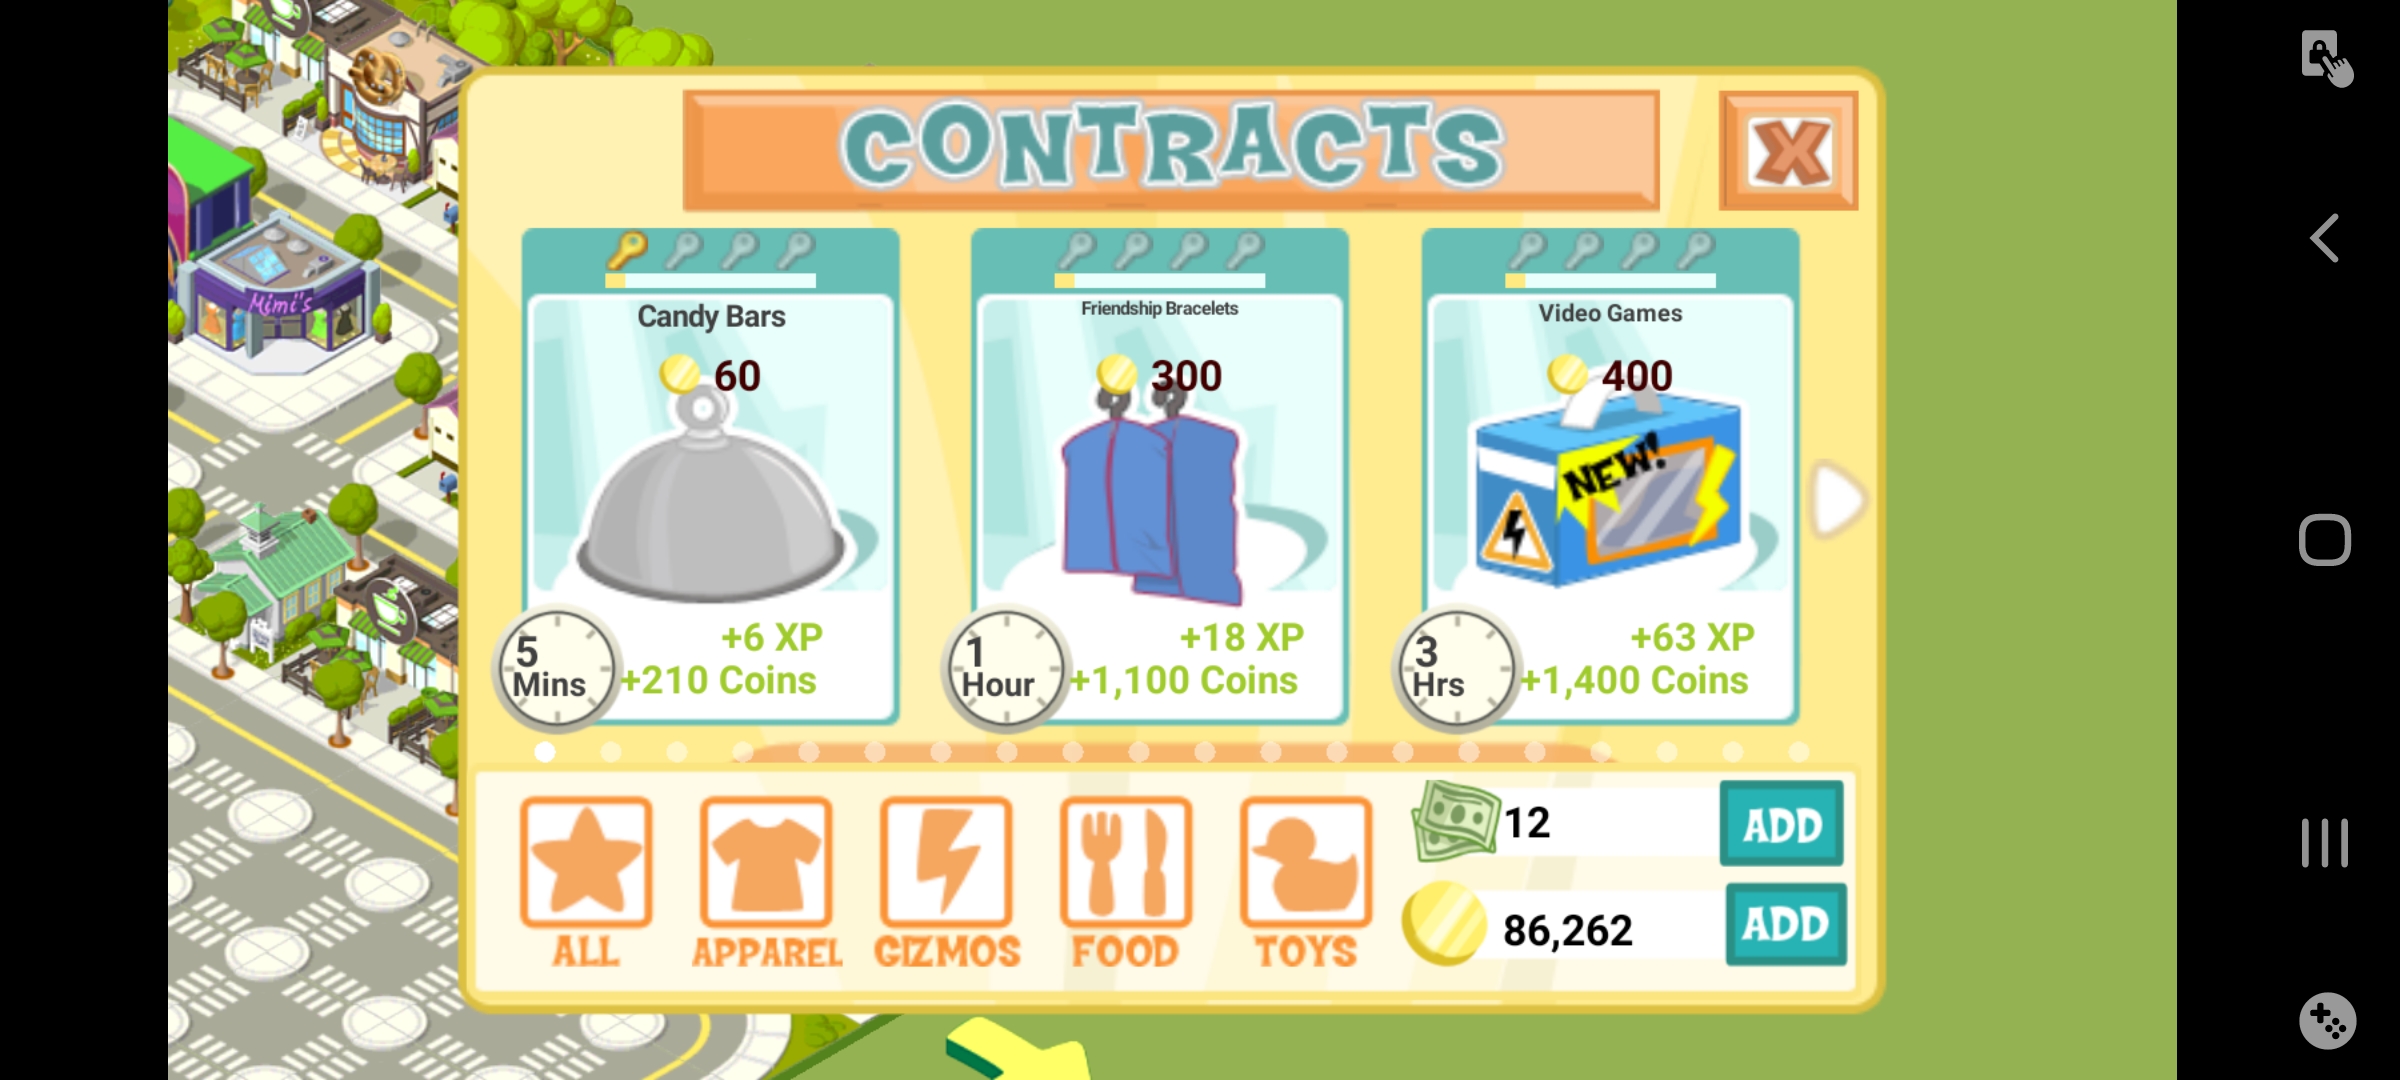 CONTRACTS
X
Candy Bars
60
5
Mins
+6 XP
+210 Coins
Friendship Bracelets
300
1
Hour
+18 XP
+1,100 Coins
Video Games
400
NEW!
3
Hrs
+63 XP
+1,400 Coins
Mimi's
ALL
APPAREL
GIZMOS
FOOD
TOYS
12
ADD
86,262
ADD